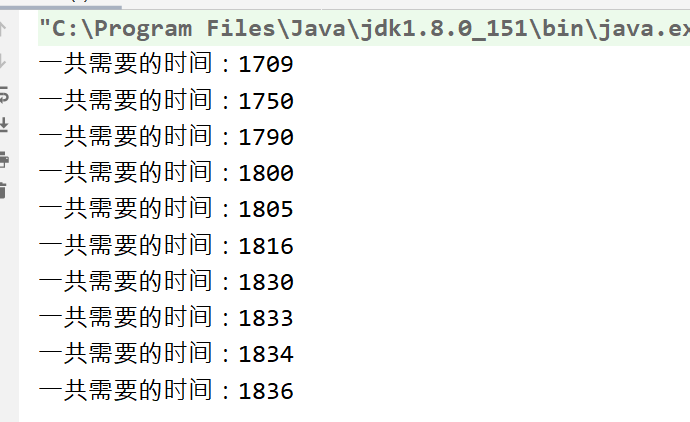 "C:\Program Files\Java\jdk1.8.0_151\bin\java.ex
一共需要的时间：1709
一共需要的时间：1750
一共需要的时间：1790
一共需要的时间：1800
一共需要的时间：1805
一共需要的时间：1816
一共需要的时间：1830
一共需要的时间：1833
一共需要的时间：1834
一共需要的时间：1836